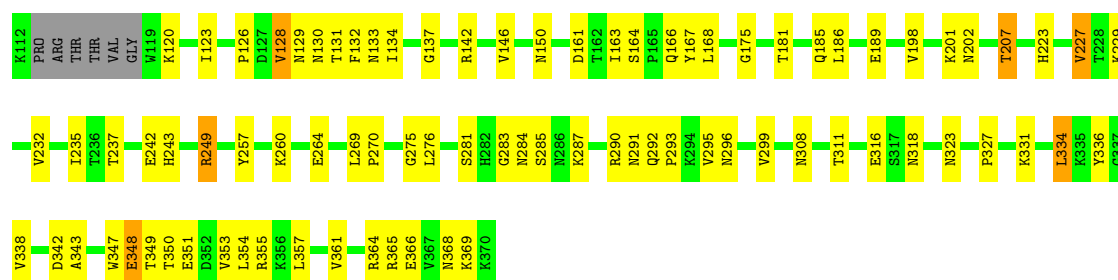 K112 PRO ARG THR THR VAL GLY W119 K120 I123 P126 D127 V128 N129 N130 T131 F132 N133 I134 G137 R142 V146 N150 D161 T162 I163 S164 P165 Q166 Y167 L168 G175 T181 Q185 L186 E189 V198 K201 N202 T207 H223 V227 T228 K229
V232 I235 T236 T237 E242 H243 R249 Y257 K260 E264 L269 P270 G275 L276 S281 H282 G283 N284 S285 N286 K287 R290 N291 Q292 P293 K294 V295 N296 V299 N308 T311 E316 S317 N318 N323 P327 K331 L334 K335 Y336 G337
V338 D342 A343 W347 E348 T349 T350 E351 D352 V353 L354 R355 K356 L357 V361 R364 R365 E366 V367 N368 K369 K370